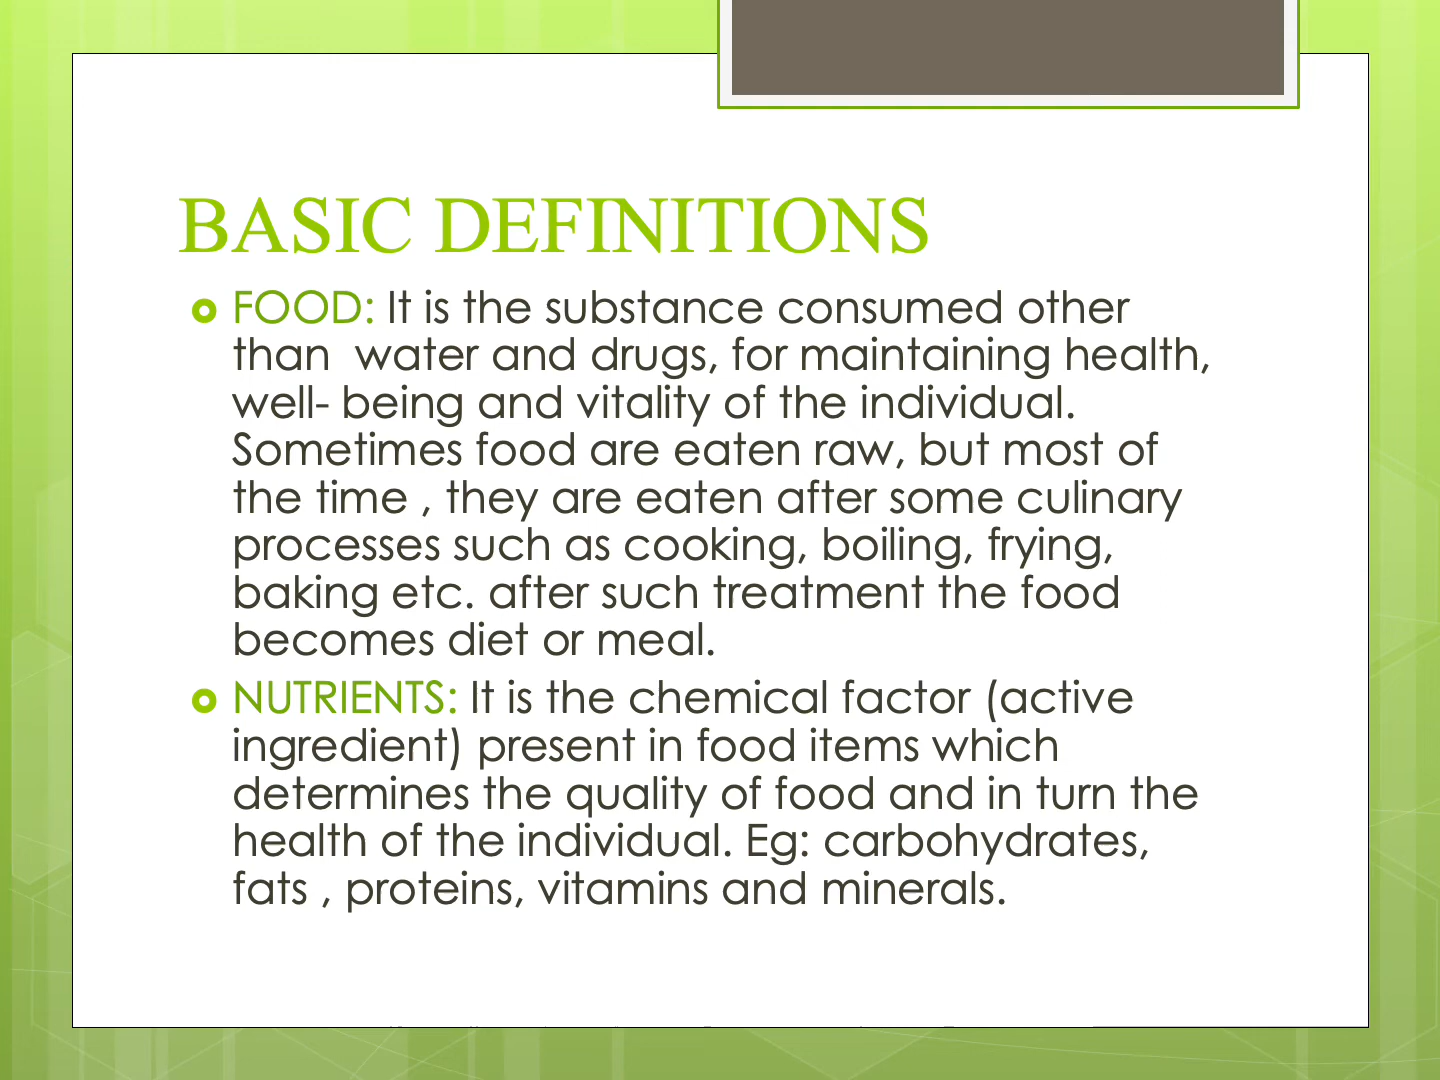 BASIC DEFINITIONS
FOOD: It is the substance consumed other
than  water and drugs, for maintaining health,
well- being and vitality of the individual.
Sometimes food are eaten raw, but most of
the time , they are eaten after some culinary
processes such as cooking, boiling, frying,
baking etc. after such treatment the food
becomes diet or meal.
NUTRIENTS: It is the chemical factor (active
ingredient) present in food items which
determines the quality of food and in turn the
health of the individual. Eg: carbohydrates,
fats , proteins, vitamins and minerals.